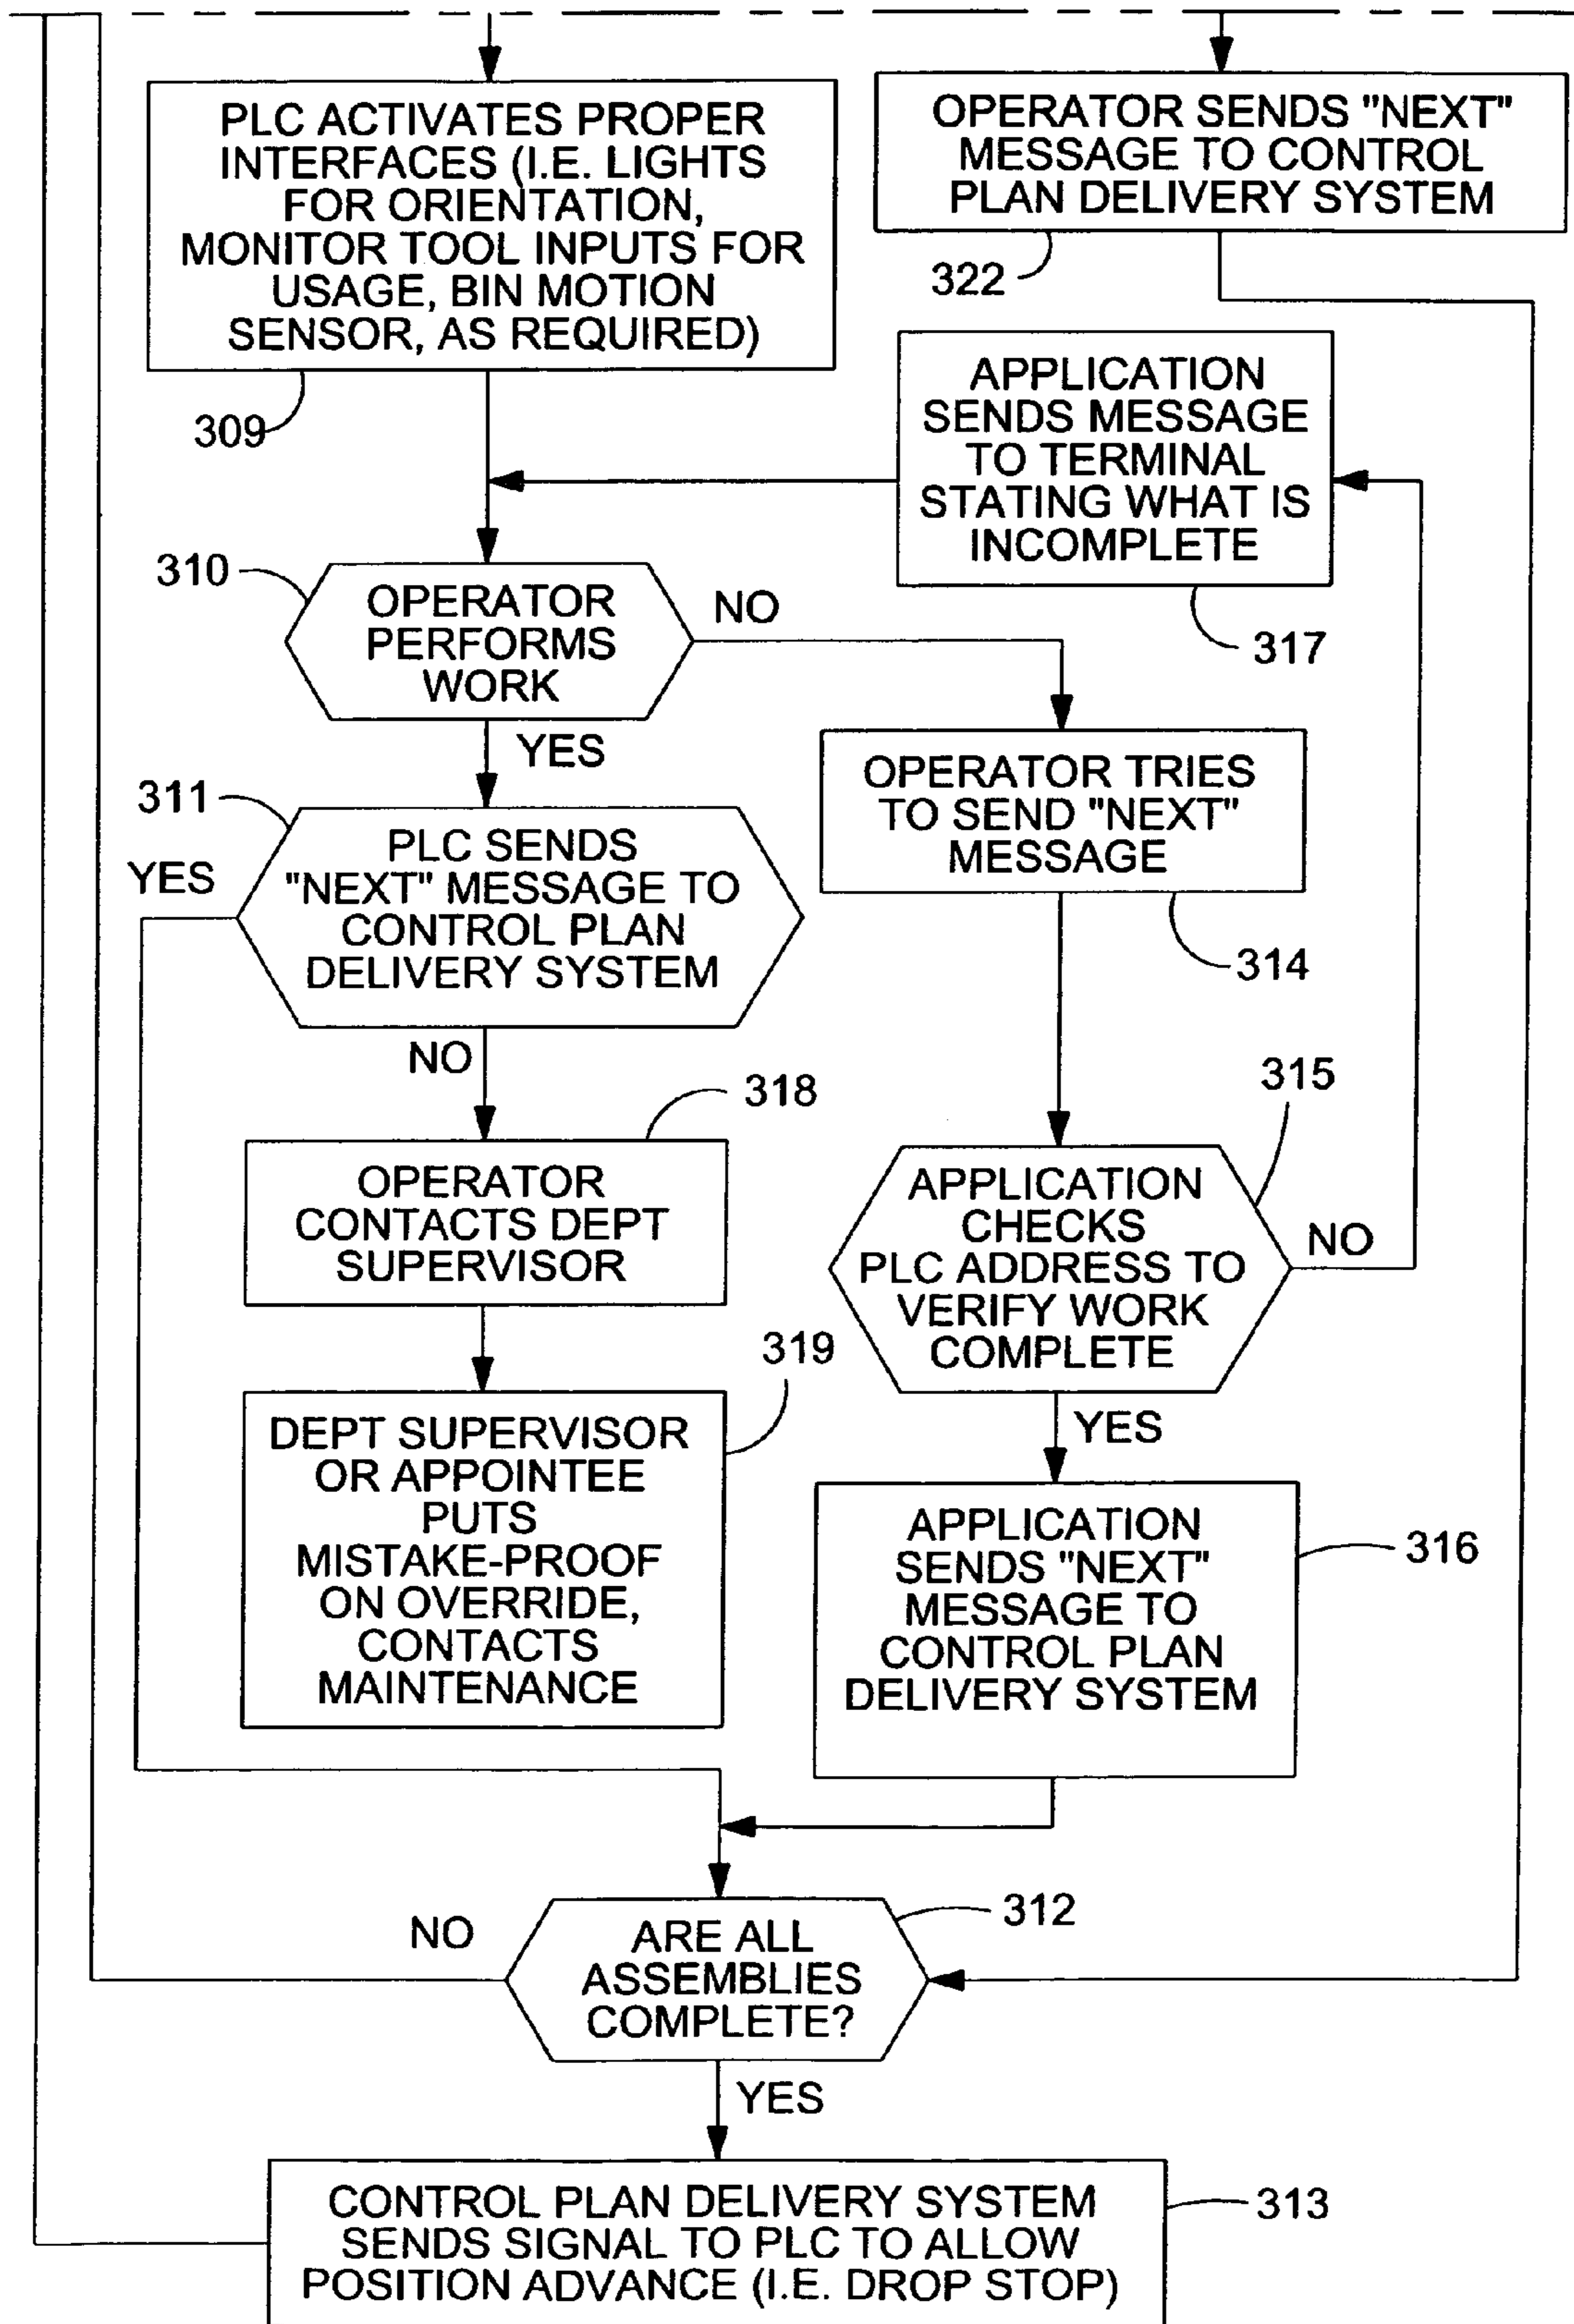 PLC ACTIVATES PROPER
INTERFACES (I.E. LIGHTS
FOR ORIENTATION,
MONITOR TOOL INPUTS FOR
USAGE, BIN MOTION
SENSOR, AS REQUIRED)
309
OPERATOR SENDS "NEXT"
MESSAGE TO CONTROL
PLAN DELIVERY SYSTEM
322
APPLICATION
SENDS MESSAGE
TO TERMINAL
STATING WHAT IS
INCOMPLETE
317
310
OPERATOR
PERFORMS
WORK
NO
YES
311
PLC SENDS
"NEXT" MESSAGE TO
CONTROL PLAN
DELIVERY SYSTEM
YES
NO
OPERATOR TRIES
TO SEND "NEXT"
MESSAGE
314
318
OPERATOR
CONTACTS DEPT
SUPERVISOR
315
APPLICATION
CHECKS
PLC ADDRESS TO
VERIFY WORK
COMPLETE
NO
YES
319
DEPT SUPERVISOR
OR APPOINTEE
PUTS
MISTAKE-PROOF
ON OVERRIDE,
CONTACTS
MAINTENANCE
APPLICATION
SENDS "NEXT"
MESSAGE TO
CONTROL PLAN
DELIVERY SYSTEM
316
312
ARE ALL
ASSEMBLIES
COMPLETE?
NO
YES
CONTROL PLAN DELIVERY SYSTEM
SENDS SIGNAL TO PLC TO ALLOW
POSITION ADVANCE (I.E. DROP STOP)
313